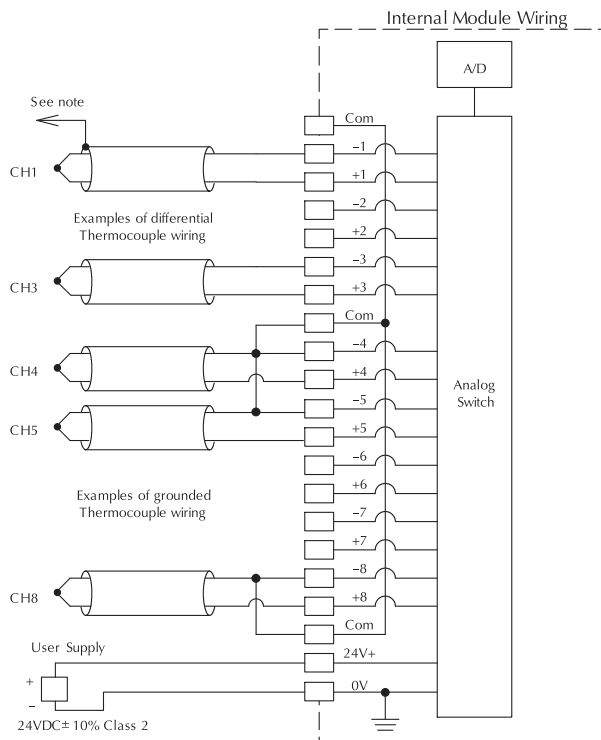 Internal Module Wiring
A/D
See note
Com
–1
CH1
+1
–2
Examples of differential
Thermocouple wiring
+2
–3
CH3
+3
Com
–4
CH4
+4
Analog
Switch
–5
CH5
+5
–6
Examples of grounded
Thermocouple wiring
+6
–7
+7
–8
CH8
+8
Com
User Supply
24V+
+
–
0V
24VDC± 10% Class 2